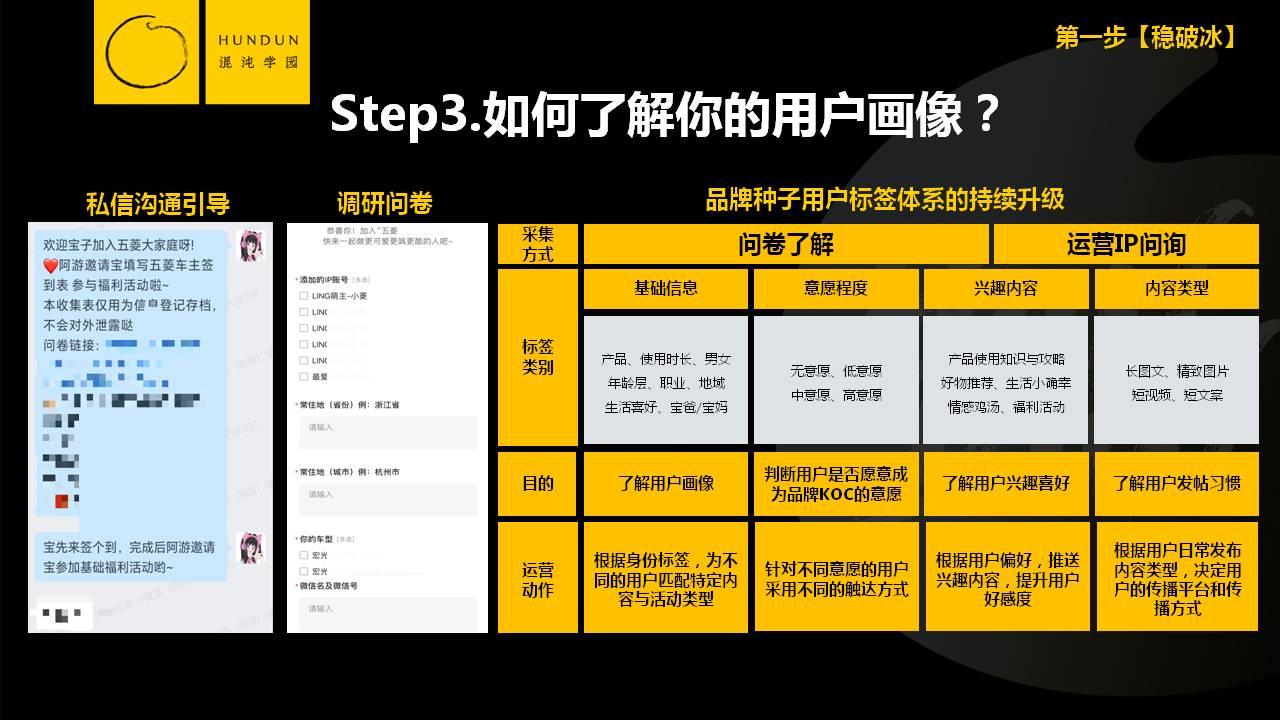 HUNDUN
混沌学园
第一步【稳破冰】
Step3.如何了解你的用户画像？
私信沟通引导
欢迎宝子加入五菱大家庭呀!
❤️阿游邀请宝填写五菱车主签
到表 参与福利活动啦~
本收集表仅用为信息登记存档，
不会对外泄露哒
问卷链接：
宝先来签个到，完成后阿游邀请
宝参加基础福利活动哟~
调研问卷
恭喜你！加入“五菱
快来一起做更可爱更飒更酷的人吧~
*添加的IP账号 [多选]
LING萌主-小菱
LING
LING
LING
LING
最爱
*常住地（省份）例：浙江省
请输入
*常住地（城市）例：杭州市
请输入
*你的车型 [多选]
宏光
宏光
*微信名及微信号
请输入
品牌种子用户标签体系的持续升级
采集
方式
问卷了解
运营IP问询
标签
类别
基础信息
意愿程度
兴趣内容
内容类型
产品、使用时长、男女
年龄层、职业、地域
生活喜好、宝爸/宝妈
无意愿、低意愿
中意愿、高意愿
产品使用知识与攻略
好物推荐、生活小确幸
情感鸡汤、福利活动
长图文、精致图片
短视频、短文案
目的
了解用户画像
判断用户是否愿意成
为品牌KOC的意愿
了解用户兴趣喜好
了解用户发帖习惯
运营
动作
根据身份标签，为不
同的用户匹配特定内
容与活动类型
针对不同意愿的用户
采用不同的触达方式
根据用户偏好，推送
兴趣内容，提升用户
好感度
根据用户日常发布
内容类型，决定用
户的传播平台和传
播方式